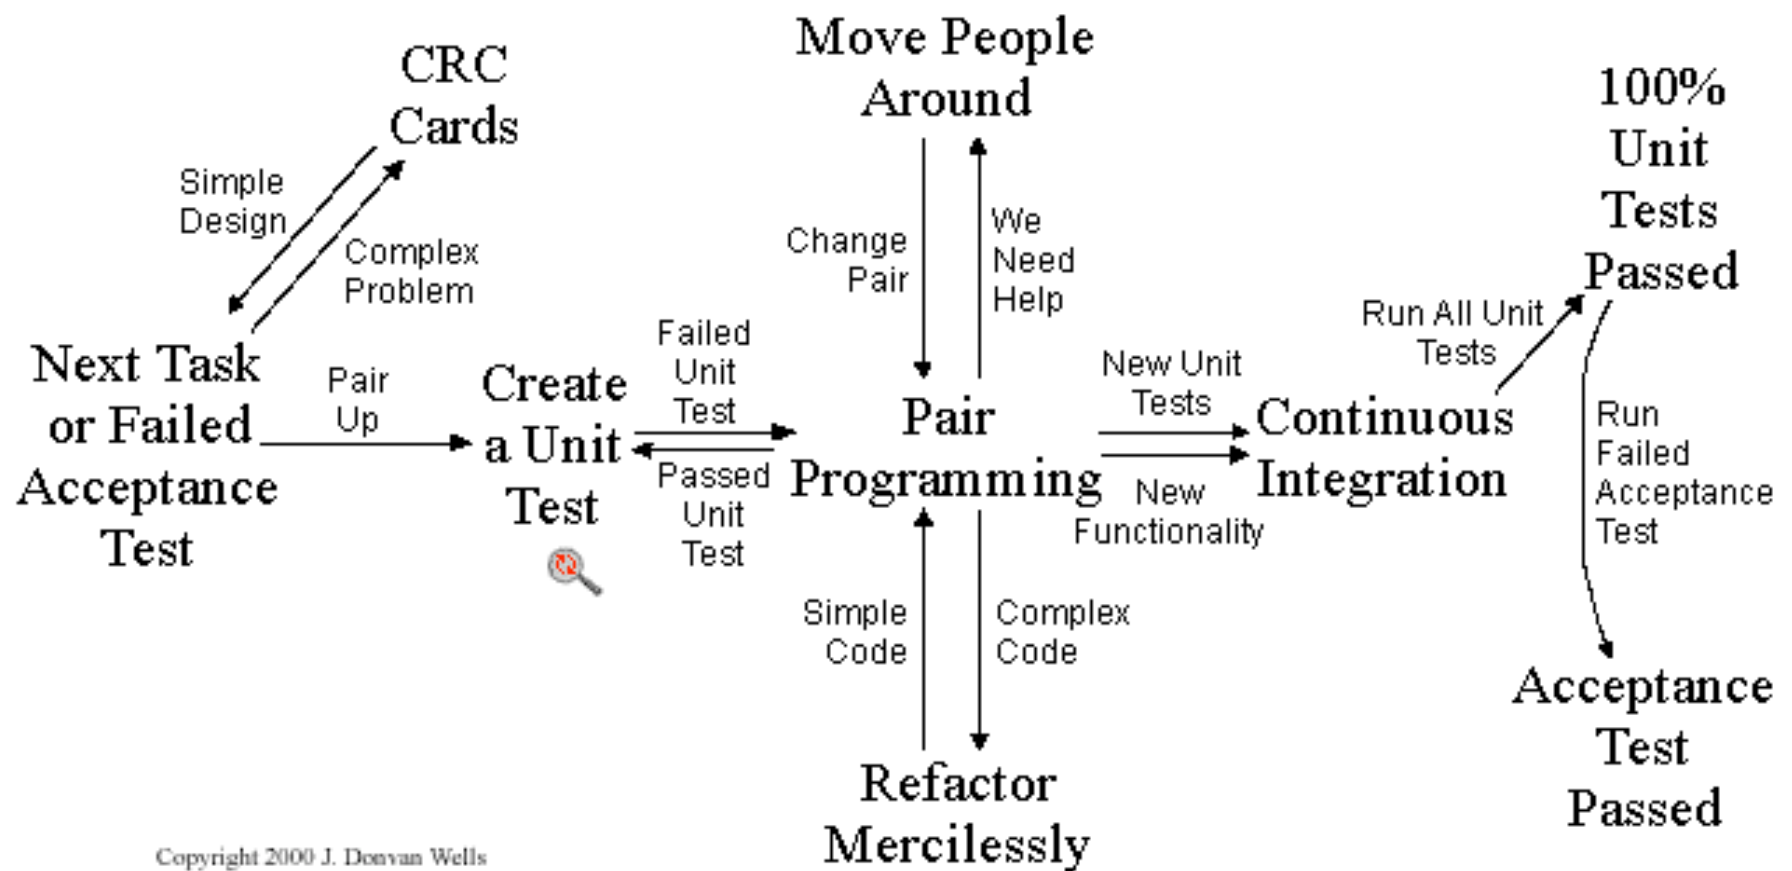 CRC
Cards
Simple
Design
Complex
Problem
Next Task
or Failed
Acceptance
Test
Pair
Up
Create
a Unit
Test
Failed
Unit
Test
Passed
Unit
Test
Move People
Around
Change
Pair
We
Need
Help
Pair
Programming
Simple
Code
Complex
Code
Refactor
Mercilessly
New Unit
Tests
New
Functionality
Continuous
Integration
Run All Unit
Tests
100%
Unit
Tests
Passed
Run
Failed
Acceptance
Test
Acceptance
Test
Passed
Copyright 2000 J. Donvan Wells